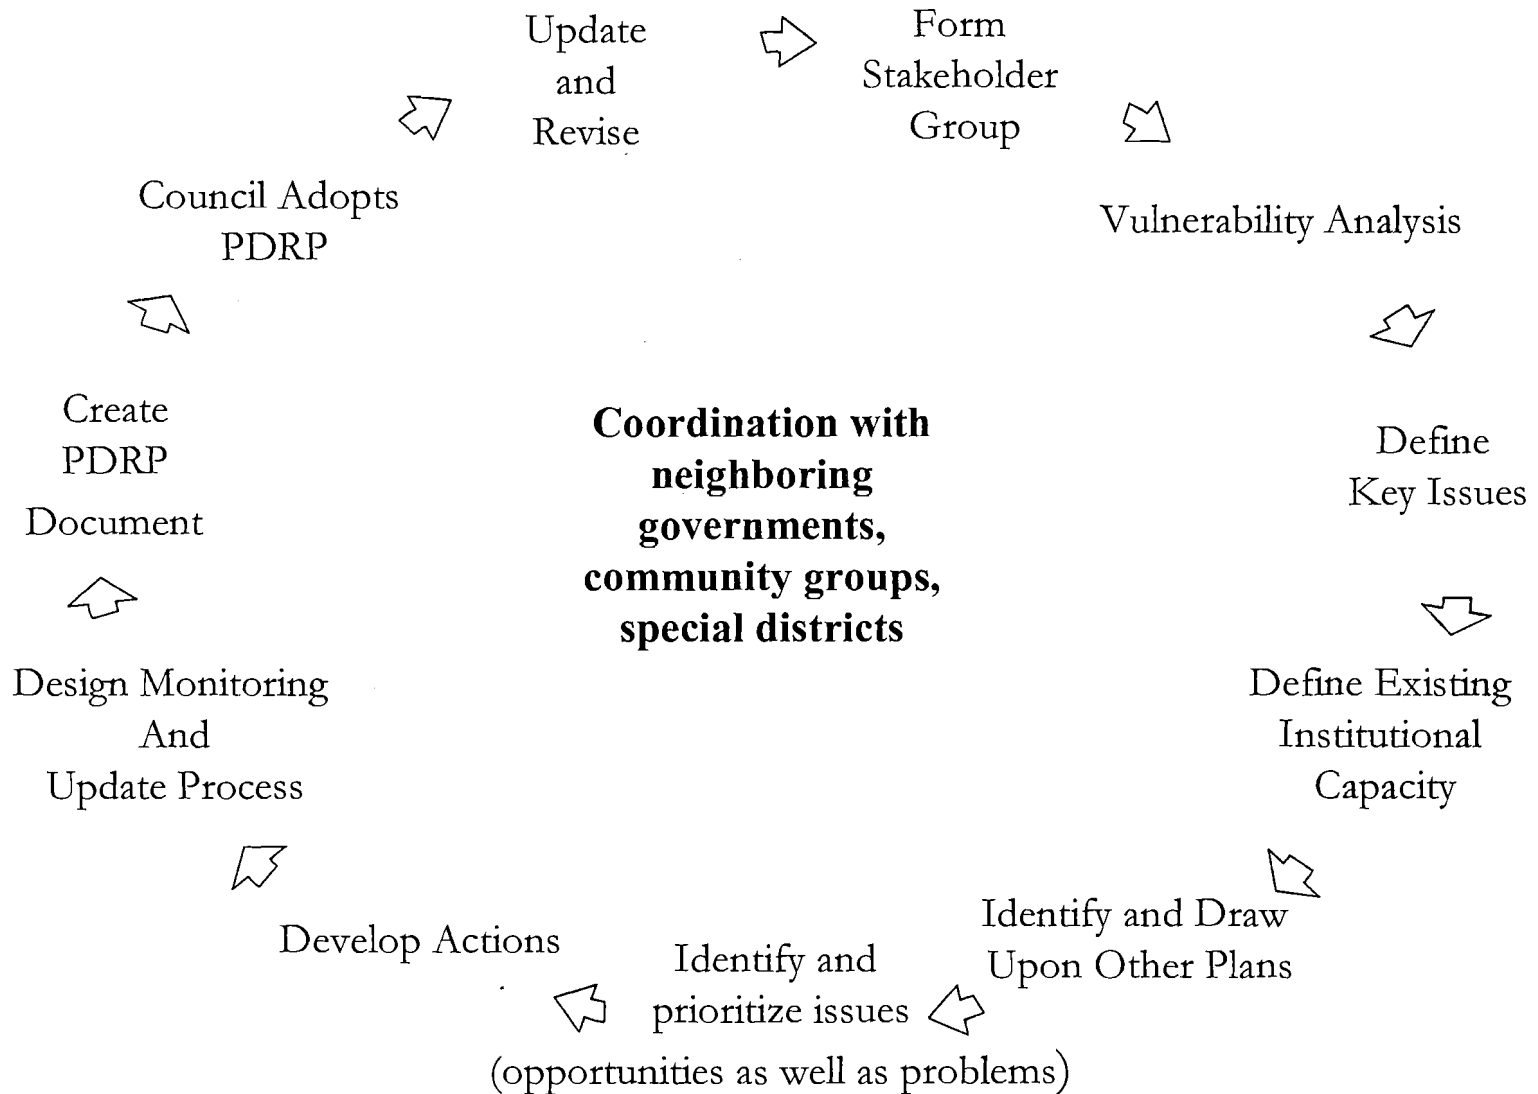 Update
and
Revise
Form
Stakeholder
Group
Vulnerability Analysis
Define
Key Issues
Define Existing
Institutional
Capacity
Identify and Draw
Upon Other Plans
Identify and
prioritize issues
(opportunities as well as problems)
Develop Actions
Design Monitoring
And
Update Process
Create
PDRP
Document
Council Adopts
PDRP
Coordination with
neighboring
governments,
community groups,
special districts